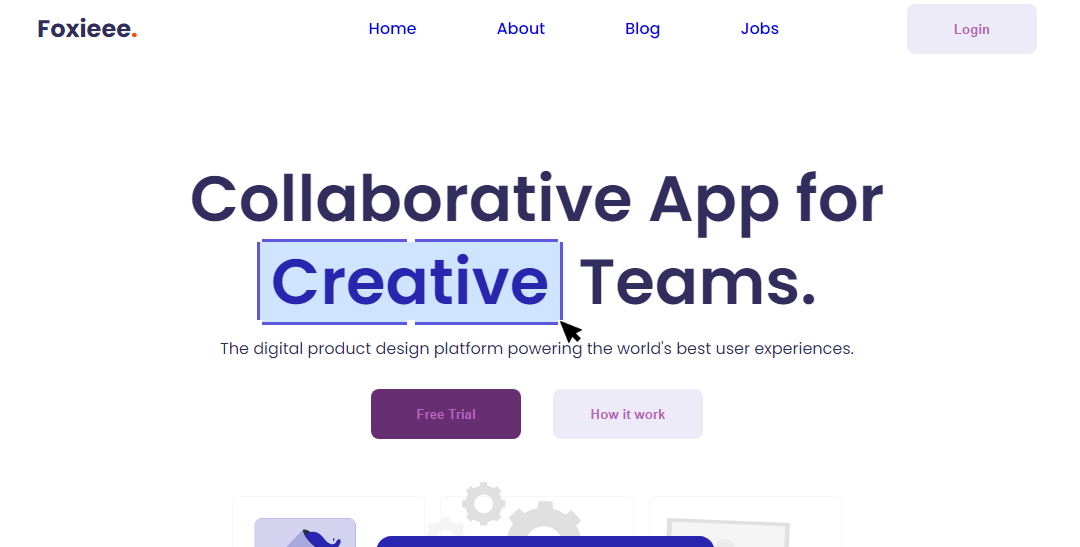 Foxieee.
Home
About
Blog
Jobs
Login
Collaborative App for
Creative Teams.
The digital product design platform powering the world's best user experiences.
Free Trial
How it work